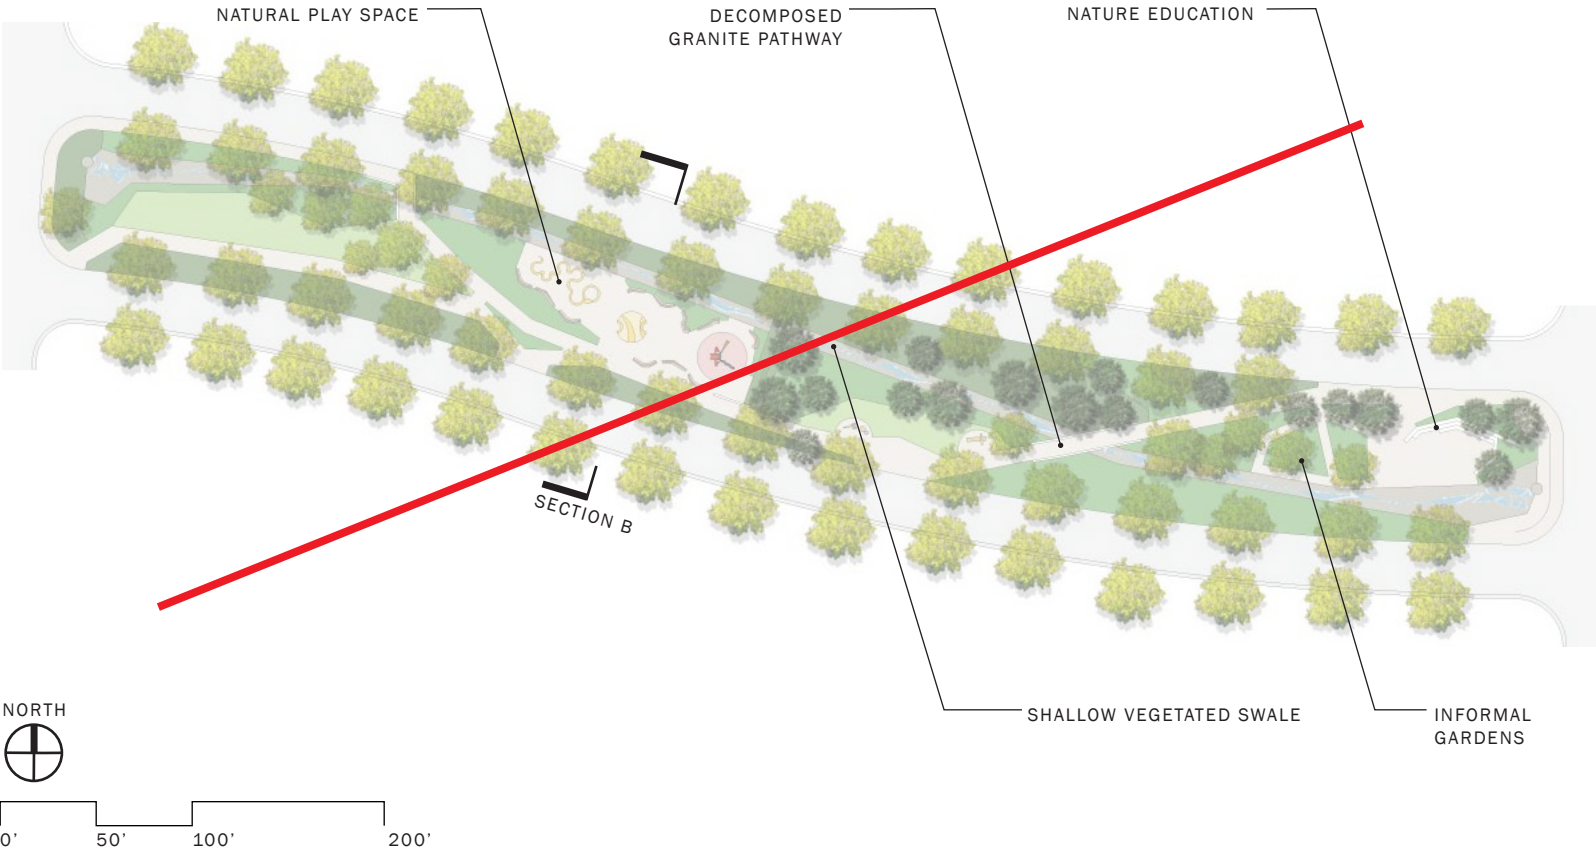 NATURAL PLAY SPACE
DECOMPOSED
GRANITE PATHWAY
NATURE EDUCATION
SECTION B
SHALLOW VEGETATED SWALE
INFORMAL
GARDENS
NORTH
0’ 50’ 100’ 200’